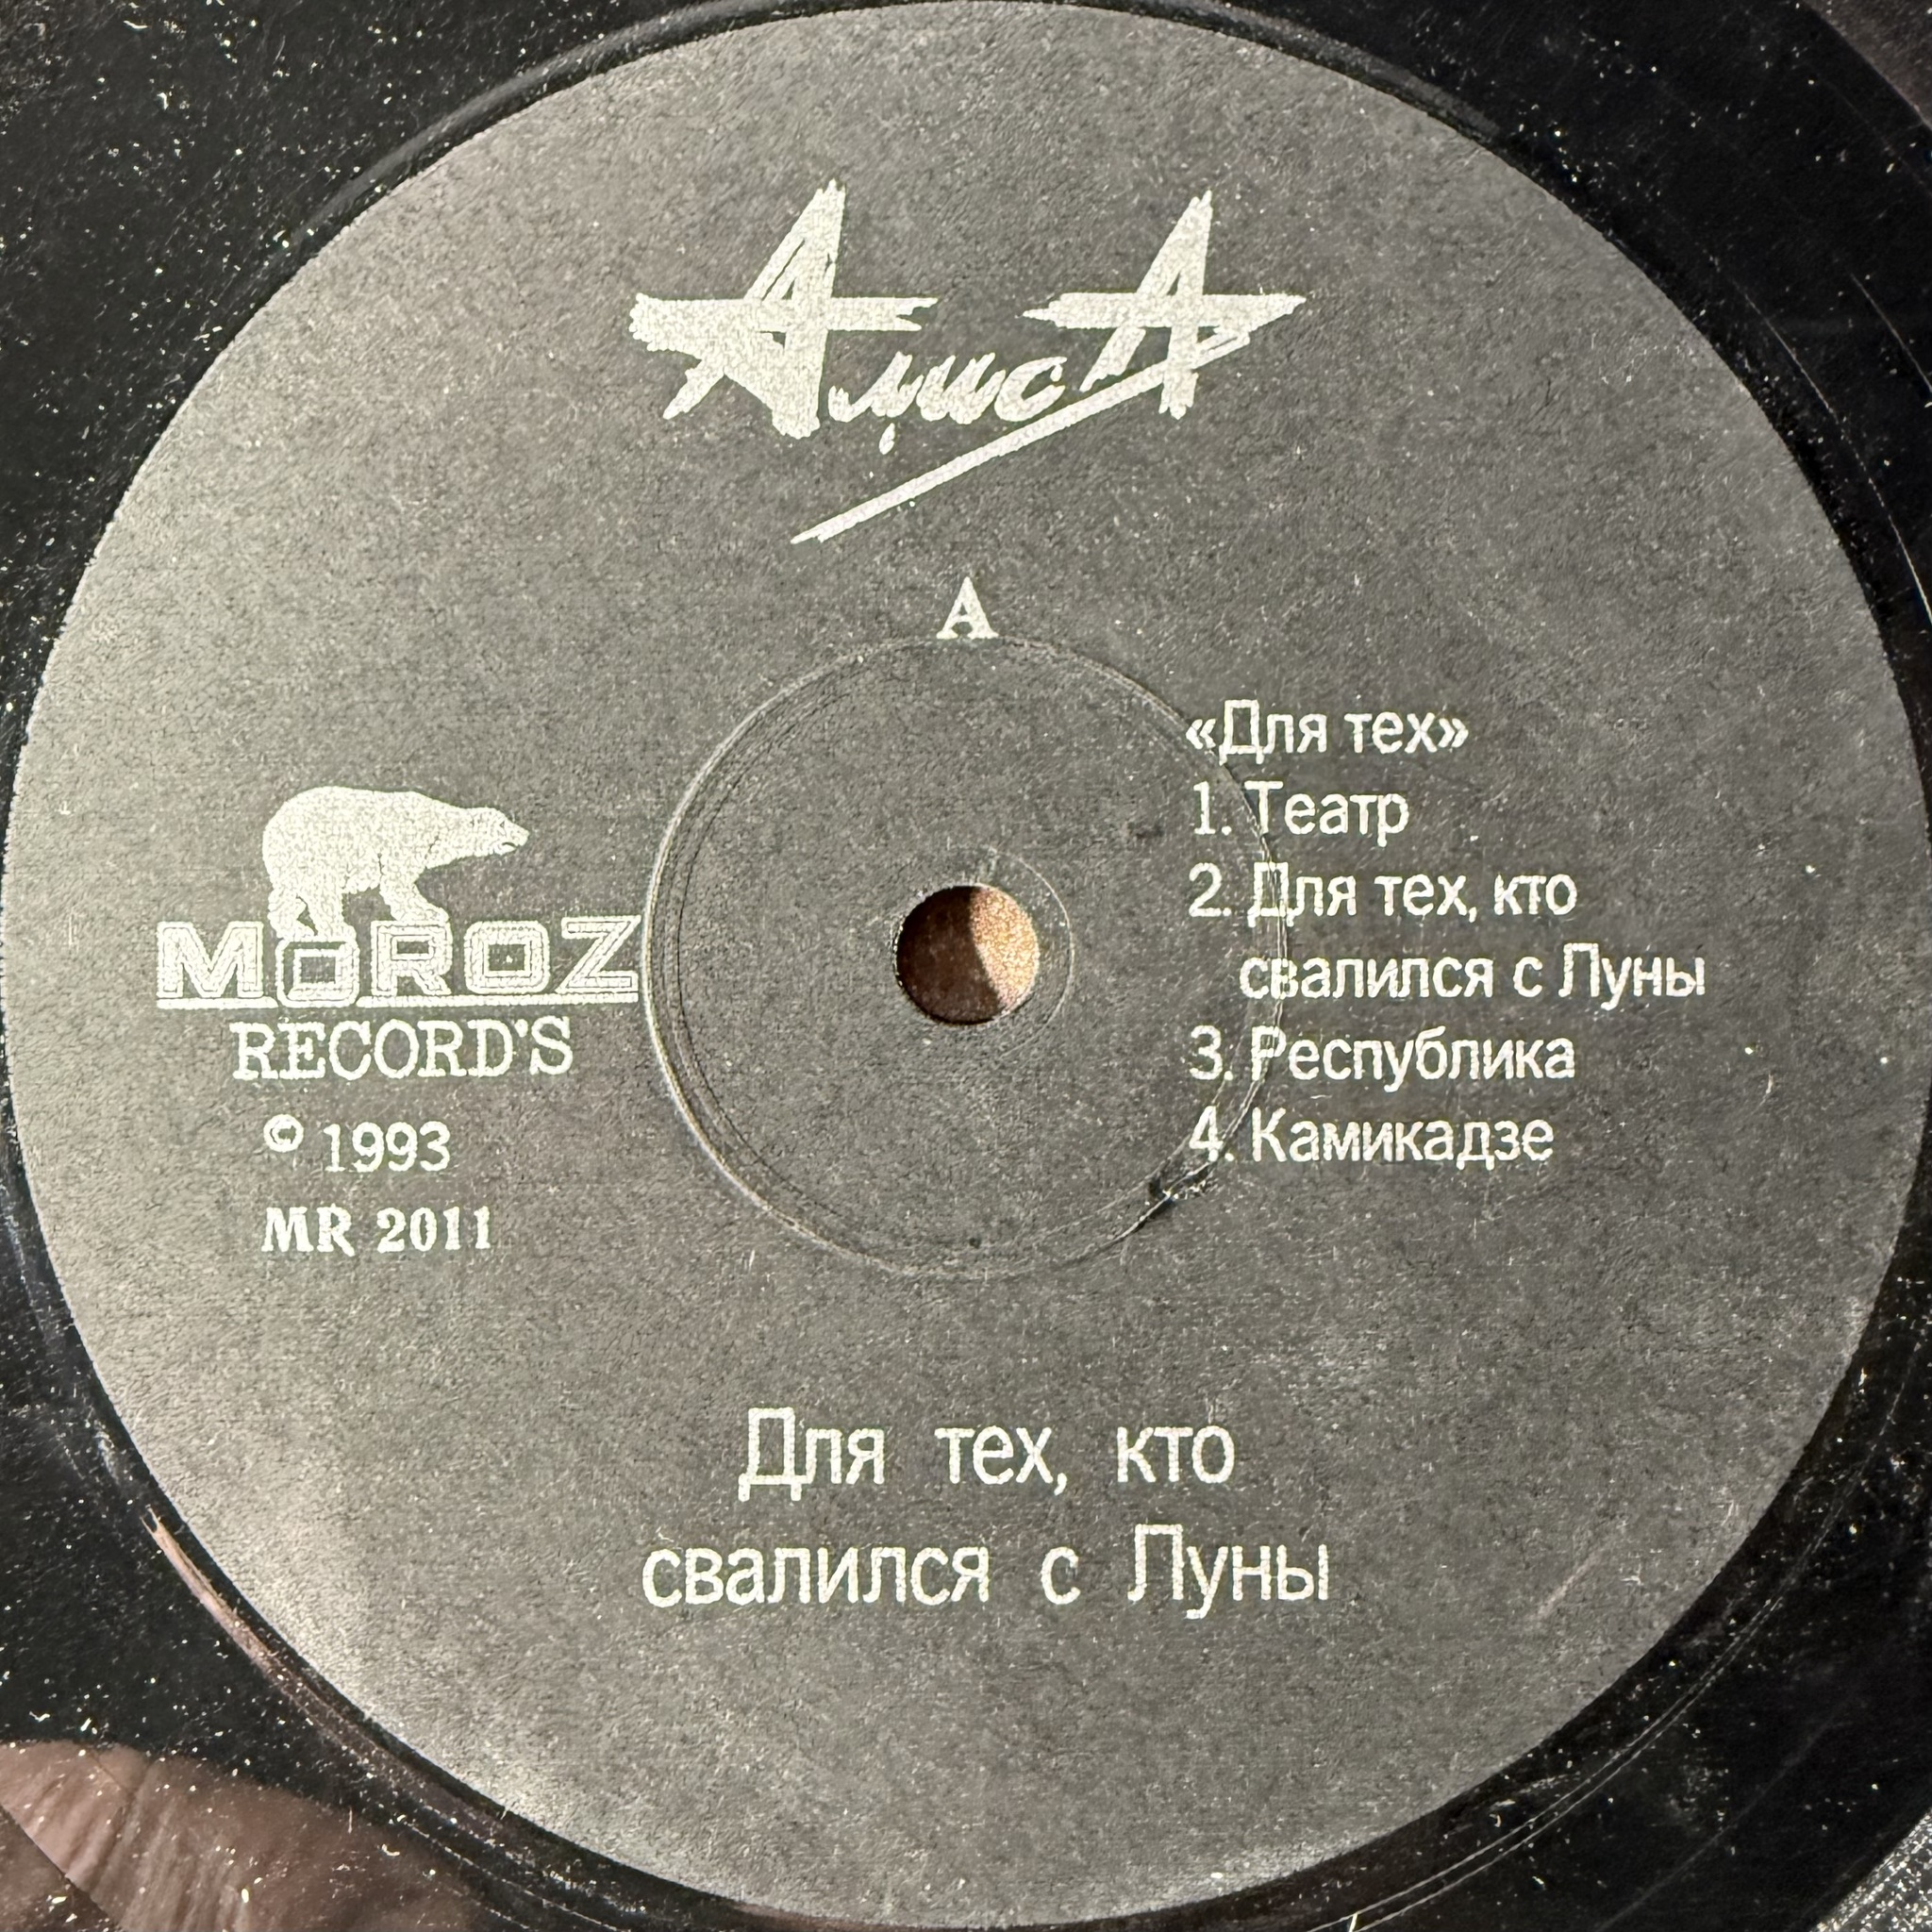 АлисА
А
«Для тех»
1. Театр
2. Для тех, кто
свалился с Луны
3. Республика
4. Камикадзе
MOROZ
RECORD'S
© 1993
MR 2011
Для тех, кто
свалился с Луны